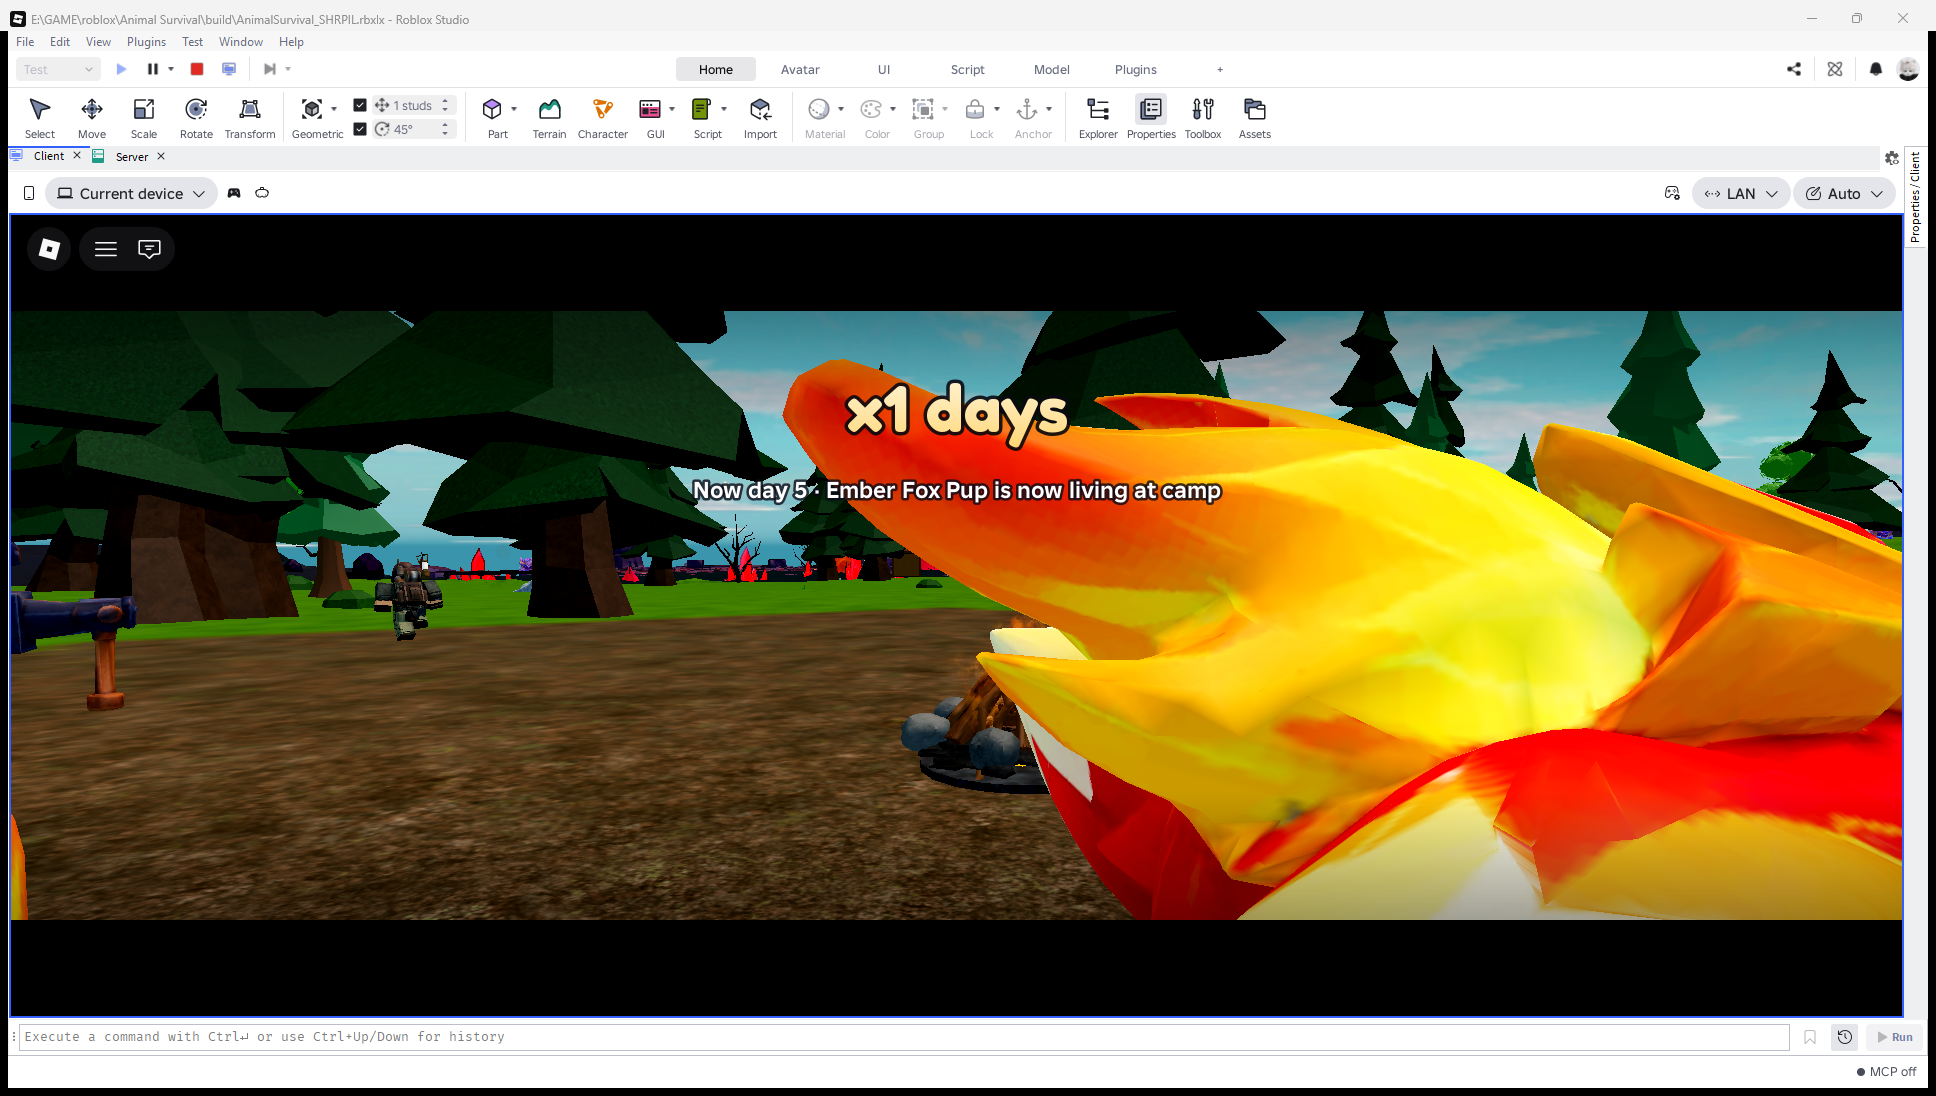 E:\GAME\roblox\Animal Survival\build\AnimalSurvival_SHRPIL.rbxlx - Roblox Studio
File Edit View Plugins Test Window Help
Test
Home Avatar UI Script Model Plugins +
1 studs
45°
Select Move Scale Rotate Transform Geometric Part Terrain Character GUI Script Import Material Color Group Lock Anchor Explorer Properties Toolbox Assets
Client Server
Properties / Client
Current device
LAN Auto
x1 days
Now day 5 · Ember Fox Pup is now living at camp
Execute a command with Ctrl↵ or use Ctrl+Up/Down for history
Run
MCP off